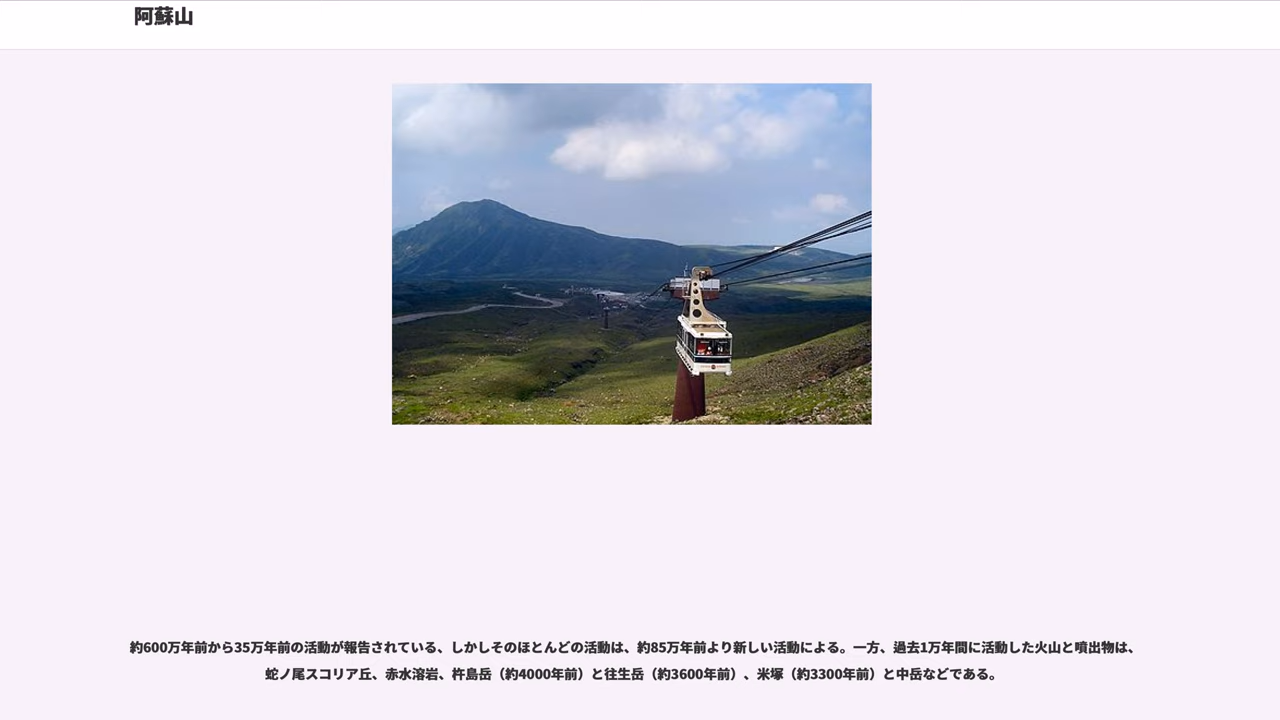 阿蘇山
約600万年前から35万年前の活動が報告されている、しかしそのほとんどの活動は、約85万年前より新しい活動による。一方、過去1万年間に活動した火山と噴出物は、
蛇ノ尾スコリア丘、赤水溶岩、杵島岳（約4000年前）と往生岳（約3600年前）、米塚（約3300年前）と中岳などである。